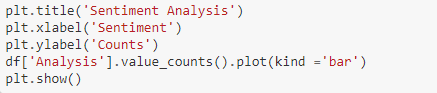 plt.title('Sentiment Analysis')
plt.xlabel('Sentiment')
plt.ylabel('Counts')
df['Analysis'].value_counts().plot(kind ='bar')
plt.show()